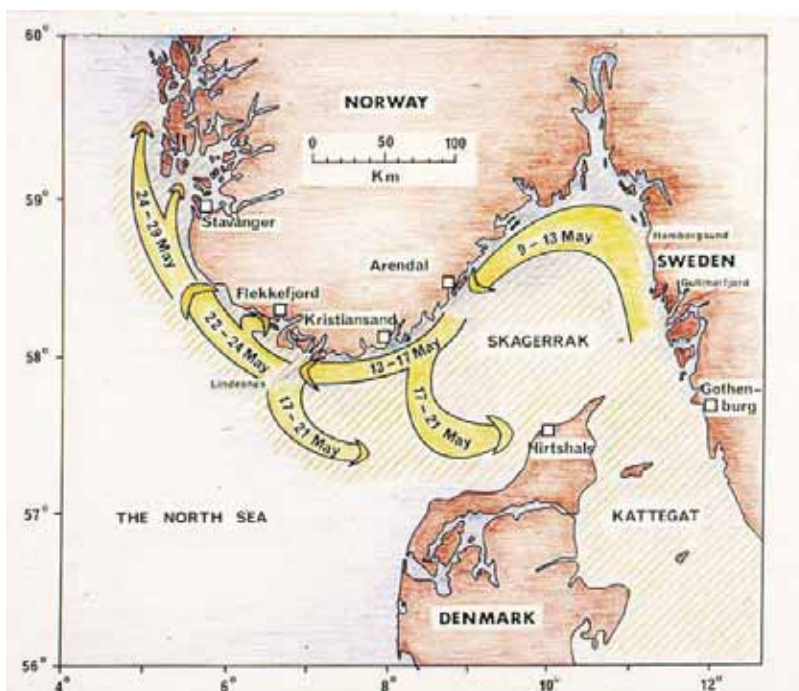 60°
NORWAY
0 50 100
Km
59°
24 – 29 May
Stavanger
9 – 13 May
Hamborgsund
SWEDEN
Arendal
Gullmarfjord
Flekkefjord
Kristiansand
22 – 24 May
SKAGERRAK
58°
13 – 17 May
Lindesnes
Gothen-
burg
17 – 21 May
17 – 21 May
Hirtshals
57°
THE NORTH SEA
KATTEGAT
DENMARK
56°
4° 6° 8° 10° 12°